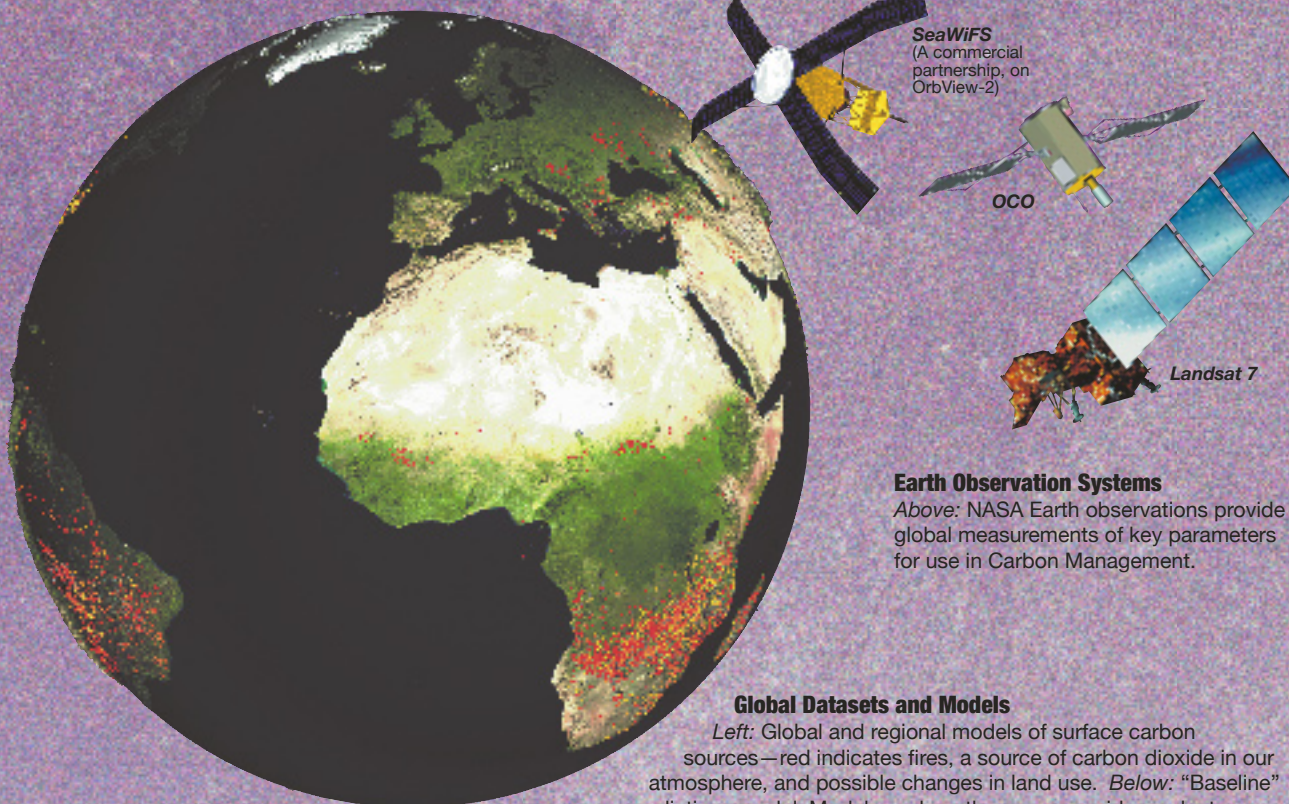 SeaWiFS
(A commercial
partnership, on
OrbView-2)
OCO
Landsat 7
Earth Observation Systems
Above: NASA Earth observations provide
global measurements of key parameters
for use in Carbon Management.
Global Datasets and Models
Left: Global and regional models of surface carbon
sources—red indicates fires, a source of carbon dioxide in our
atmosphere, and possible changes in land use. Below: “Baseline”